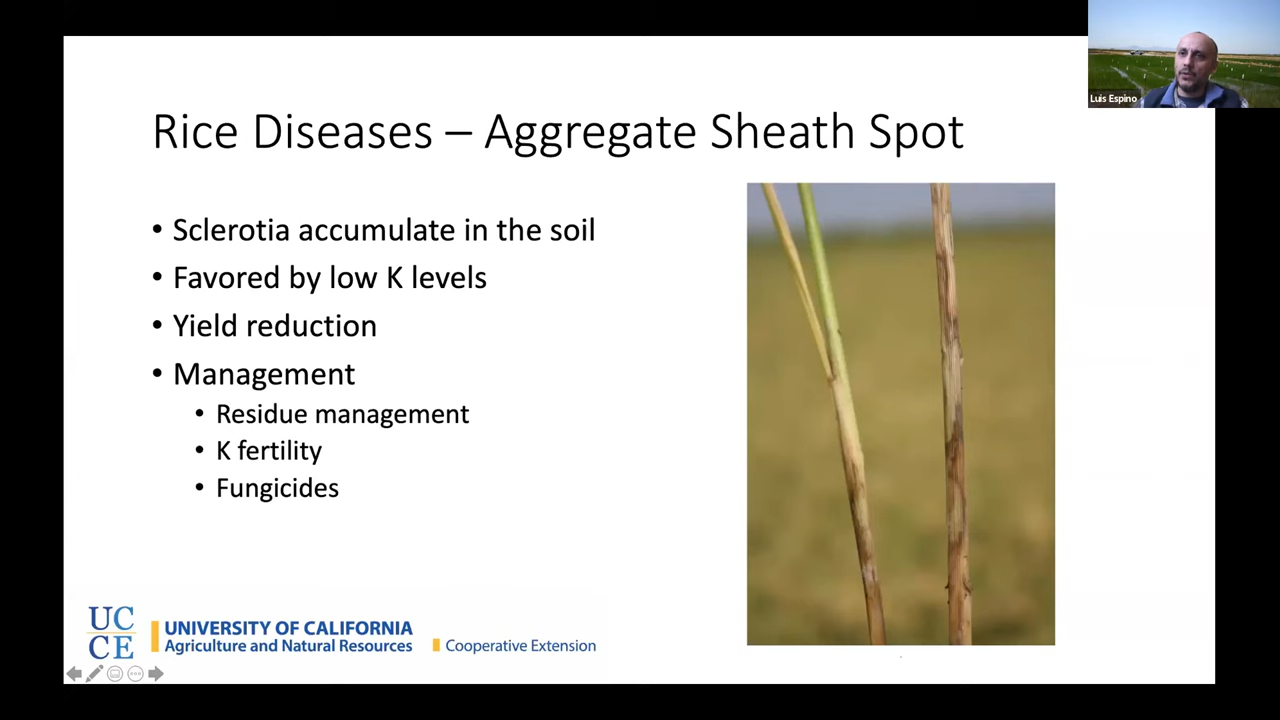 Luis Espino
Rice Diseases – Aggregate Sheath Spot
• Sclerotia accumulate in the soil
• Favored by low K levels
• Yield reduction
• Management
• Residue management
• K fertility
• Fungicides
UC
CE
UNIVERSITY OF CALIFORNIA
Agriculture and Natural Resources
Cooperative Extension